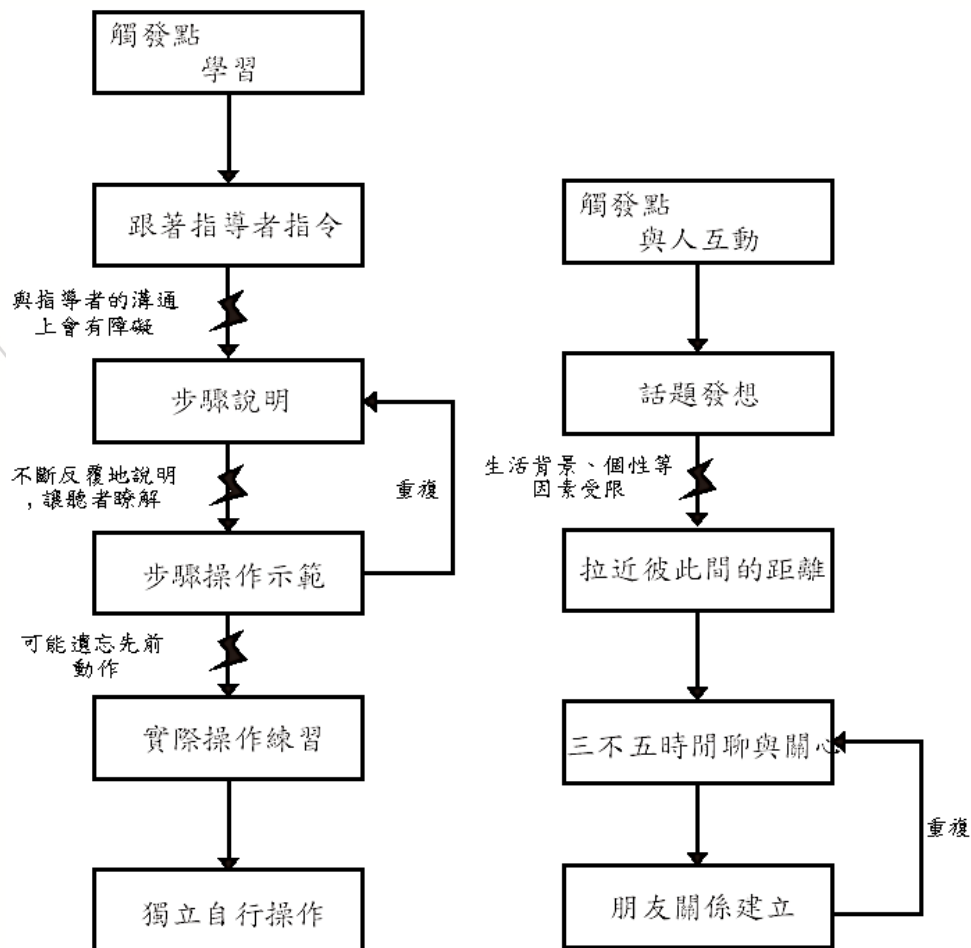 觸發點
學習
跟著指導者指令
與指導者的溝通
上會有障礙
步驟說明
不斷反覆地說明
,讓聽者瞭解
重複
步驟操作示範
可能遺忘先前
動作
實際操作練習
獨立自行操作
觸發點
與人互動
話題發想
生活背景、個性等
因素受限
拉近彼此間的距離
三不五時閒聊與關心
重複
朋友關係建立